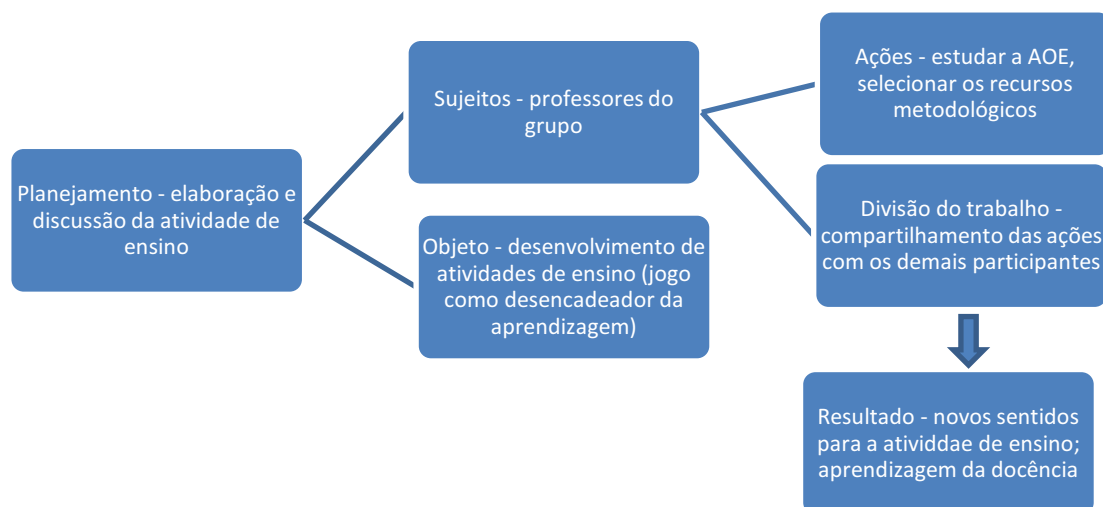 Planejamento - elaboração e
discussão da atividade de
ensino
Sujeitos - professores do
grupo
Objeto - desenvolvimento de
atividades de ensino (jogo
como desencadeador da
aprendizagem)
Ações - estudar a AOE,
selecionar os recursos
metodológicos
Divisão do trabalho -
compartilhamento das ações
com os demais participantes
Resultado - novos sentidos
para a atividdae de ensino;
aprendizagem da docência